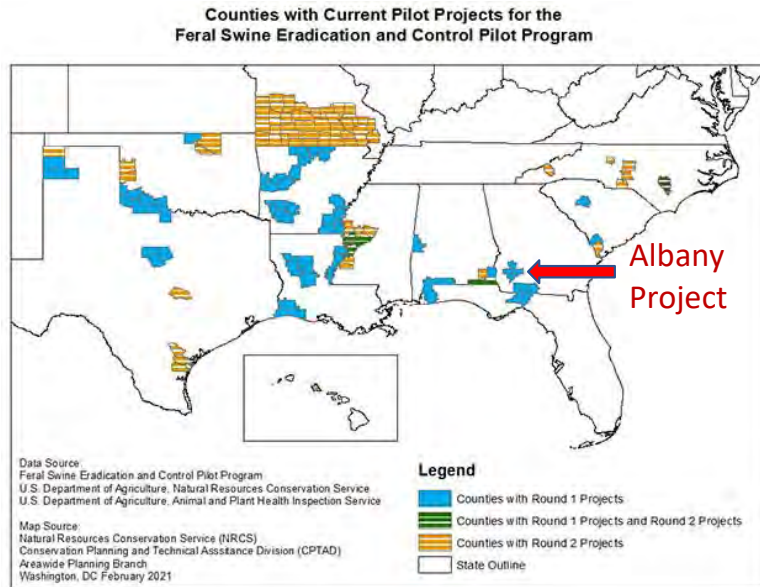 Counties with Current Pilot Projects for the
Feral Swine Eradication and Control Pilot Program
Albany
Project
Data Source:
Feral Swine Eradication and Control Pilot Program
U.S. Department of Agriculture, Natural Resources Conservation Service
U.S. Department of Agriculture, Animal and Plant Health Inspection Service
Map Source:
Natural Resources Conservation Service (NRCS)
Conservation Planning and Technical Asssitance Division (CPTAD)
Areawide Planning Branch
Washington, DC February 2021
Legend
Counties with Round 1 Projects
Counties with Round 1 Projects and Round 2 Projects
Counties with Round 2 Projects
State Outline